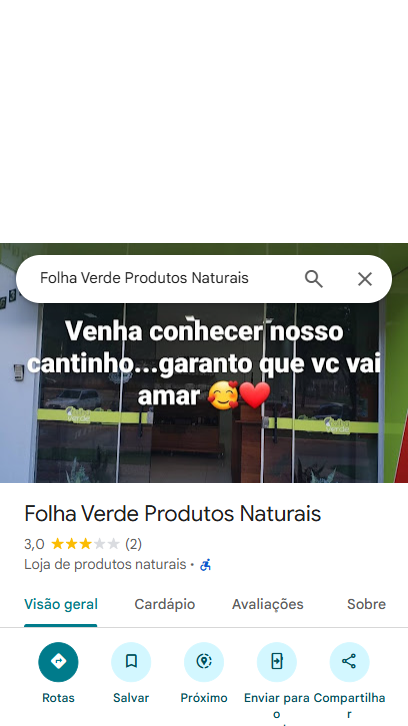 Folha Verde Produtos Naturais
Venha conhecer nosso
cantinho...garanto que vc vai
amar 🥰❤️
Folha Verde Produtos Naturais
3,0 (2)
Loja de produtos naturais ·
Visão geral Cardápio Avaliações Sobre
Rotas Salvar Próximo Enviar para o Compartilhar